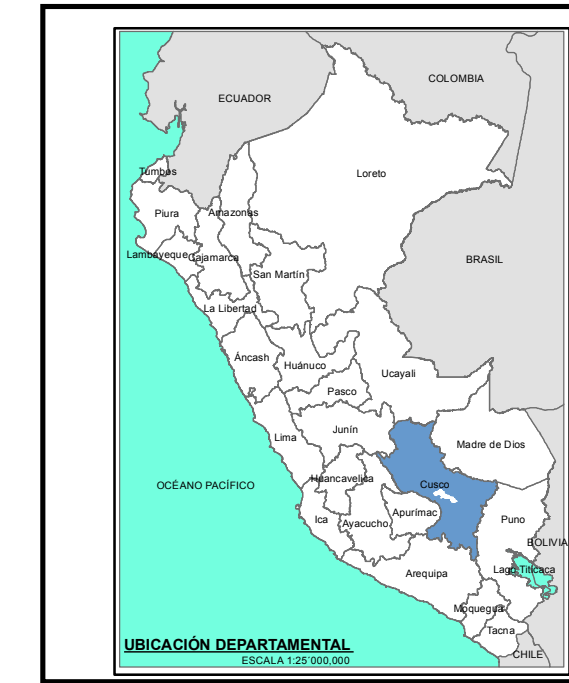 COLOMBIA
ECUADOR
Tumbes
Loreto
Piura
Amazonas
Lambayeque
Cajamarca
BRASIL
San Martín
La Libertad
Áncash
Huánuco
Ucayali
Pasco
Junín
Lima
Madre de Dios
Huancavelica
Cusco
OCÉANO PACÍFICO
Ica
Ayacucho
Apurímac
Puno
BOLIVIA
Lago Titicaca
Arequipa
Moquegua
Tacna
UBICACIÓN DEPARTAMENTAL
CHILE
ESCALA 1:25´000,000